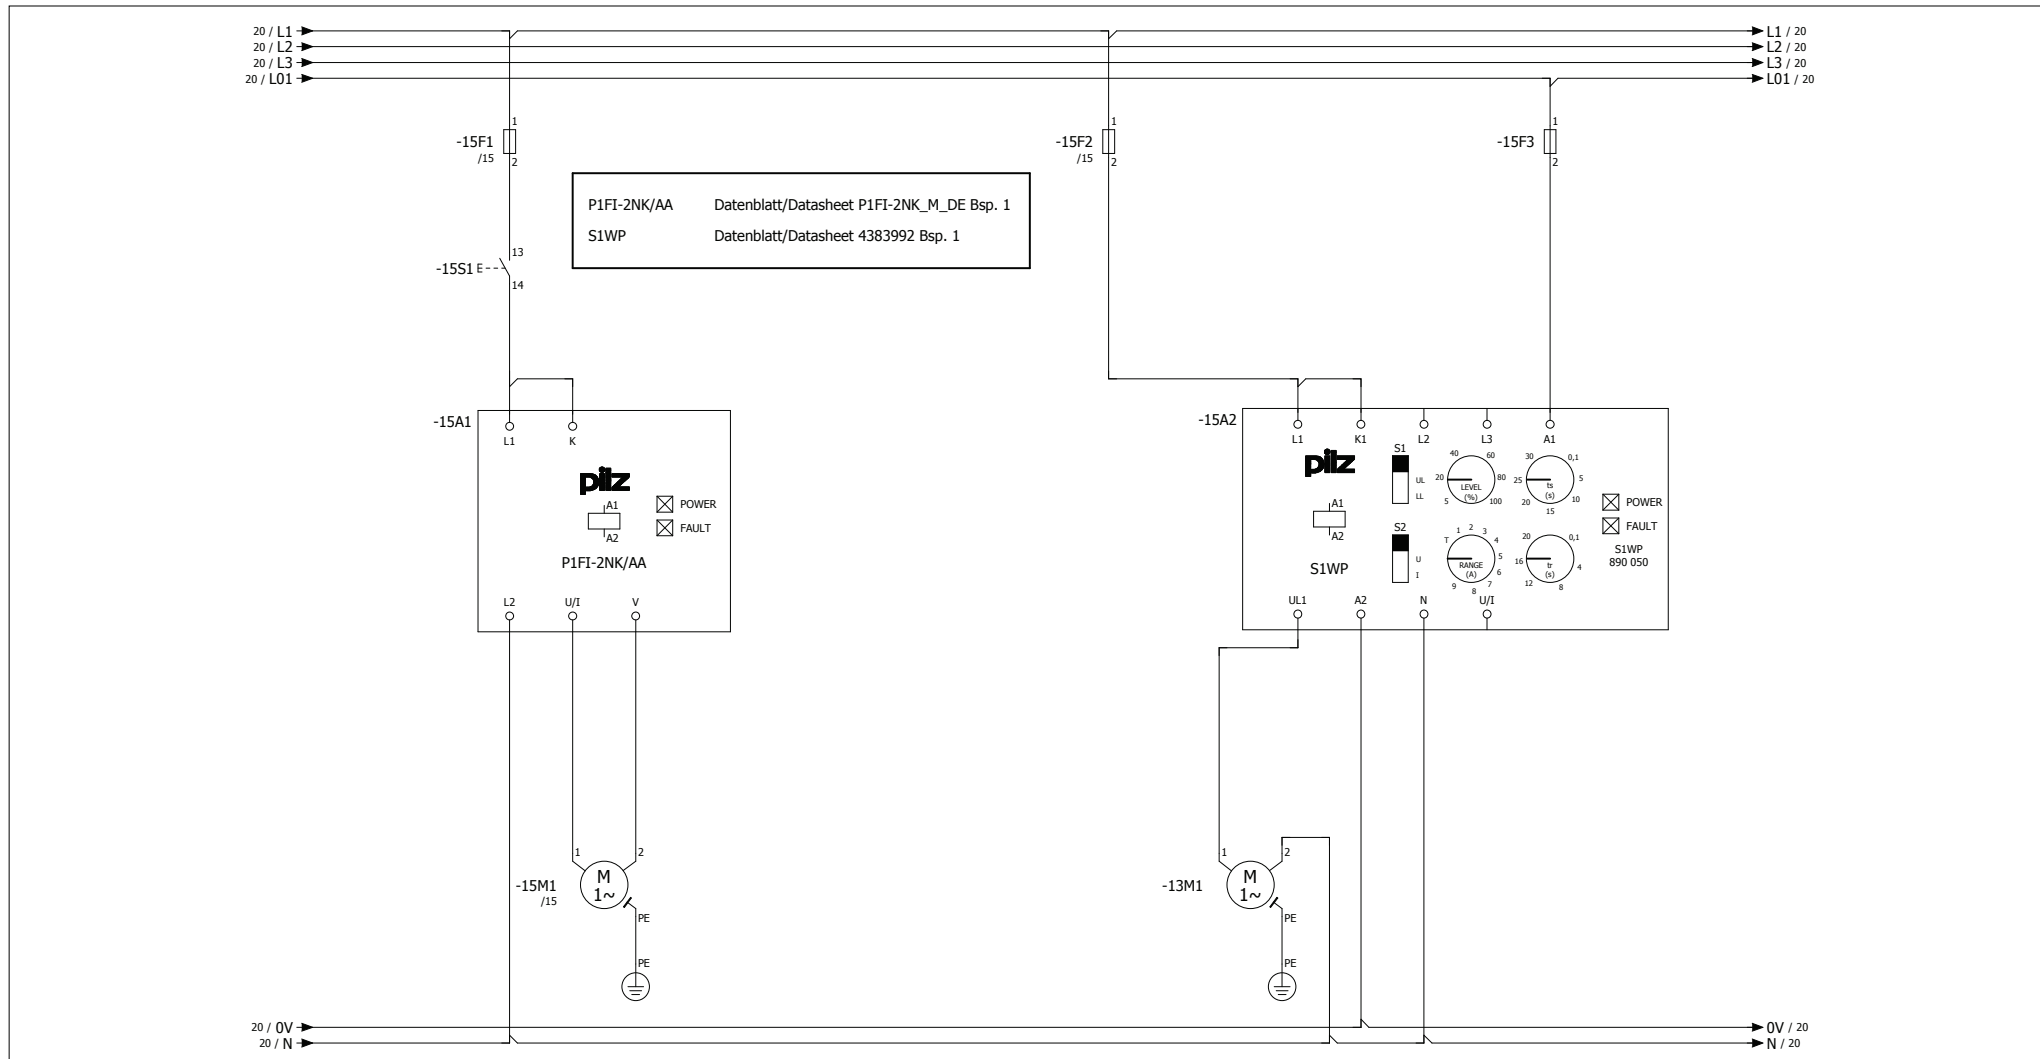 20 / L1 L1 / 20
20 / L2 L2 / 20
20 / L3 L3 / 20
20 / L01 L01 / 20
-15F1 /15 1 2
-15F2 /15 1 2
-15F3 1 2
P1FI-2NK/AA Datenblatt/Datasheet P1FI-2NK_M_DE Bsp. 1
S1WP Datenblatt/Datasheet 4383992 Bsp. 1
-15S1 E 13 14
-15A1
L1 K
pilz
A1
A2
POWER
FAULT
P1FI-2NK/AA
L2 U/I V
-15A2
L1 K1 L2 L3 A1
pilz
A1
A2
S1WP
S1
UL
LL
S2
U
I
5 20 40 60 80 100
LEVEL
(%)
30 0,1 5 10 15 20 25
ts
(s)
T 1 2 3 4 5 6 7 8 9
RANGE
(A)
20 0,1 4 8 12 16
tr
(s)
POWER
FAULT
S1WP
890 050
UL1 A2 N U/I
-15M1
/15
1 2
M
1~
PE
PE
-13M1
1 2
M
1~
PE
PE
20 / 0V 0V / 20
20 / N N / 20